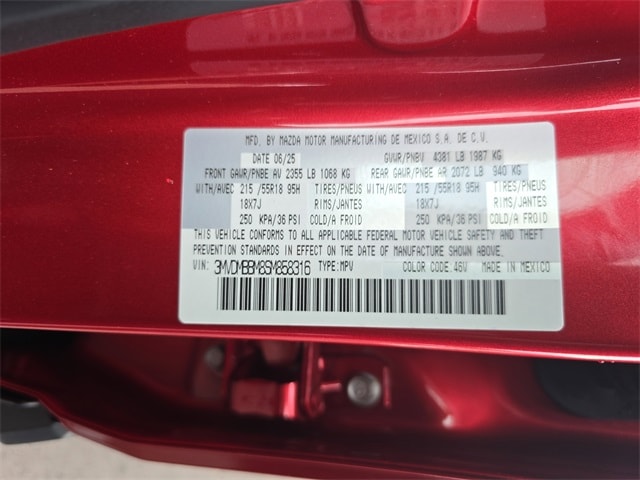 MFD. BY MAZDA MOTOR MANUFACTURING DE MEXICO S.A. DE C.V.
DATE 06/25 GVWR/PNBV 4381 LB 1987 KG
FRONT GAWR/PNBE AV 2355 LB 1068 KG REAR GAWR/PNBE AR 2072 LB 940 KG
WITH/AVEC 215 /55R18 95H TIRES/PNEUS WITH/AVEC 215 /55R18 95H TIRES/PNEUS
18X7J RIMS/JANTES 18X7J RIMS/JANTES
250 KPA/36 PSI COLD/A FROID 250 KPA/36 PSI COLD/A FROID
THIS VEHICLE CONFORMS TO ALL APPLICABLE FEDERAL MOTOR VEHICLE SAFETY AND THEFT
PREVENTION STANDARDS IN EFFECT ON THE DATE OF MANUFACTURE SHOWN ABOVE.
VIN: 3MVDMBBM8SM858316 TYPE:MPV COLOR CODE:46V MADE IN MEXICO